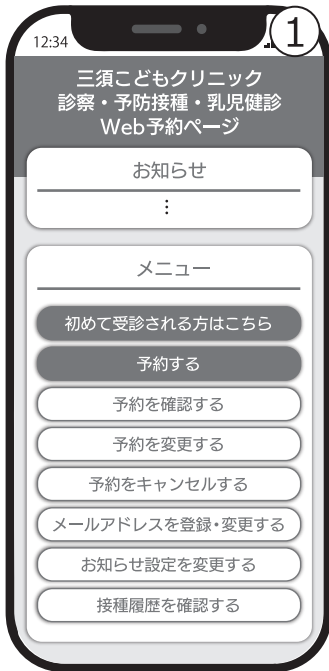 12:34
①
三須こどもクリニック
診察・予防接種・乳児健診
Web予約ページ
お知らせ
⋮
メニュー
初めて受診される方はこちら
予約する
予約を確認する
予約を変更する
予約をキャンセルする
メールアドレスを登録・変更する
お知らせ設定を変更する
接種履歴を確認する